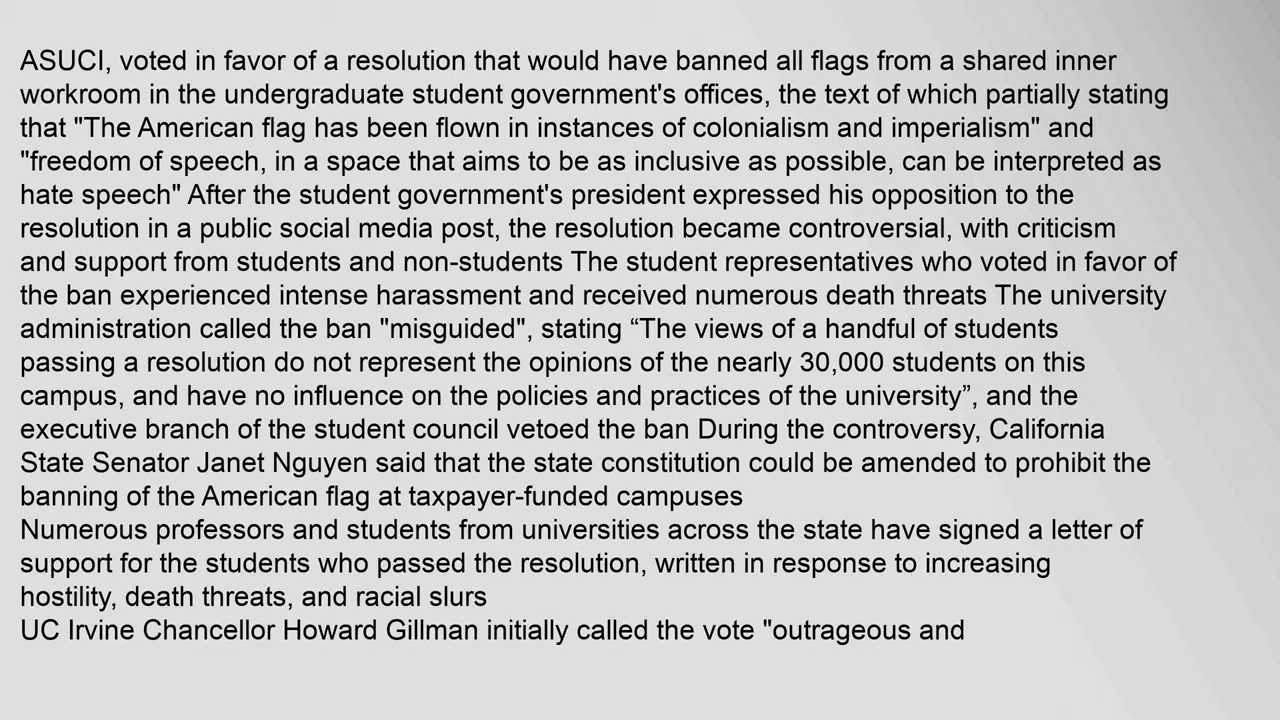 ASUCI, voted in favor of a resolution that would have banned all flags from a shared inner
workroom in the undergraduate student government's offices, the text of which partially stating
that "The American flag has been flown in instances of colonialism and imperialism" and
"freedom of speech, in a space that aims to be as inclusive as possible, can be interpreted as
hate speech" After the student government's president expressed his opposition to the
resolution in a public social media post, the resolution became controversial, with criticism
and support from students and non-students The student representatives who voted in favor of
the ban experienced intense harassment and received numerous death threats The university
administration called the ban "misguided", stating “The views of a handful of students
passing a resolution do not represent the opinions of the nearly 30,000 students on this
campus, and have no influence on the policies and practices of the university”, and the
executive branch of the student council vetoed the ban During the controversy, California
State Senator Janet Nguyen said that the state constitution could be amended to prohibit the
banning of the American flag at taxpayer-funded campuses
Numerous professors and students from universities across the state have signed a letter of
support for the students who passed the resolution, written in response to increasing
hostility, death threats, and racial slurs
UC Irvine Chancellor Howard Gillman initially called the vote "outrageous and